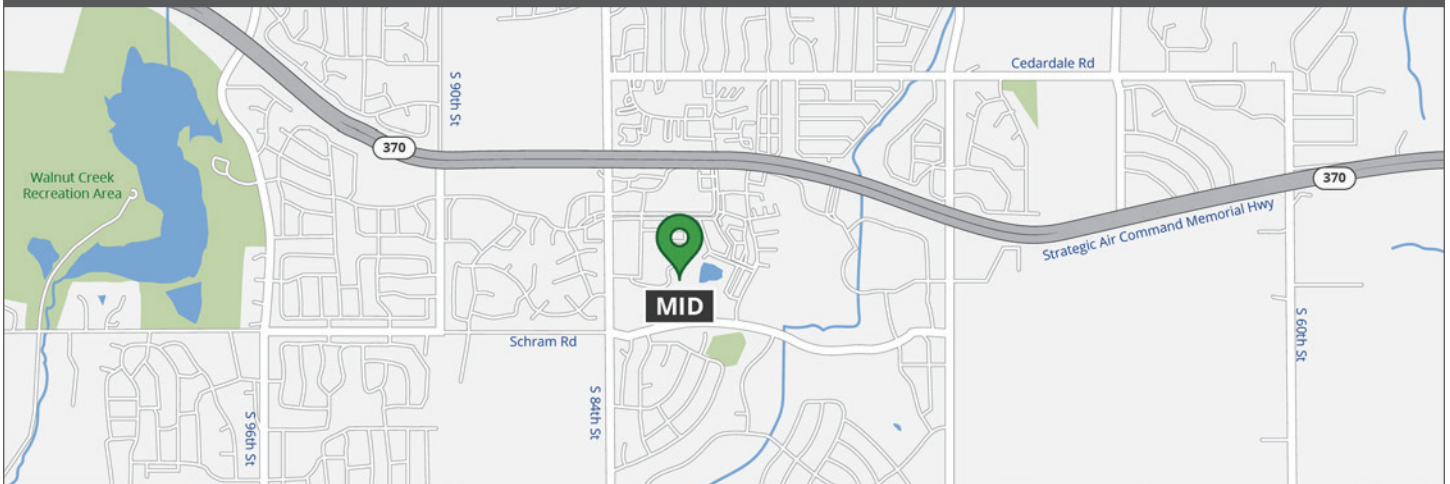 Cedardale Rd
S 90th St
370
Walnut Creek
Recreation Area
370
Strategic Air Command Memorial Hwy
MID
Schram Rd
S 60th St
S 84th St
S 96th St